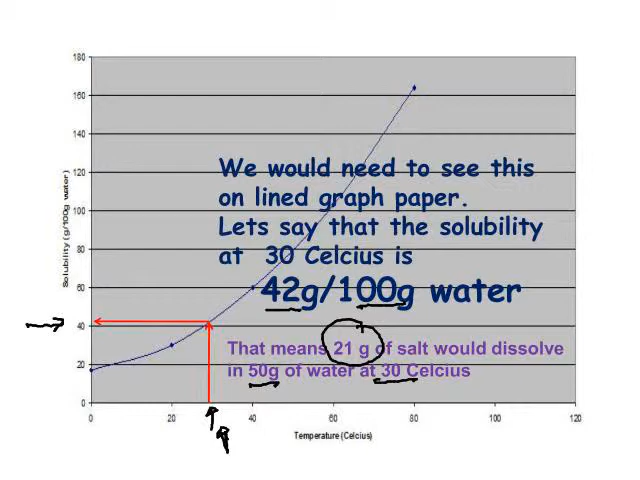 180
160
140
120
100
80
60
40
20
0
Solubility (g/100g water)
We would need to see this
on lined graph paper.
Lets say that the solubility
at 30 Celcius is
42g/100g water
That means 21 g of salt would dissolve
in 50g of water at 30 Celcius
0 20 40 60 80 100 120
Temperature (Celcius)